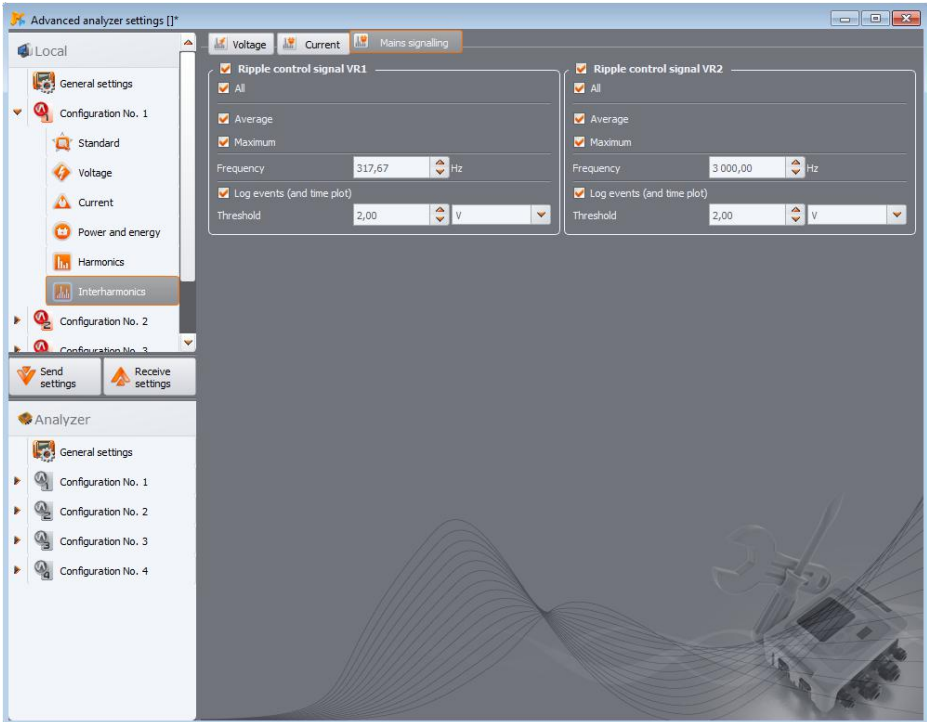 Advanced analyzer settings []*
Local
General settings
Configuration No. 1
Standard
Voltage
Current
Power and energy
Harmonics
Interharmonics
Configuration No. 2
Configuration No. 3
Send settings
Receive settings
Analyzer
General settings
Configuration No. 1
Configuration No. 2
Configuration No. 3
Configuration No. 4
Voltage Current Mains signalling
Ripple control signal VR1
All
Average
Maximum
Frequency 317,67 Hz
Log events (and time plot)
Threshold 2,00 V
Ripple control signal VR2
All
Average
Maximum
Frequency 3 000,00 Hz
Log events (and time plot)
Threshold 2,00 V